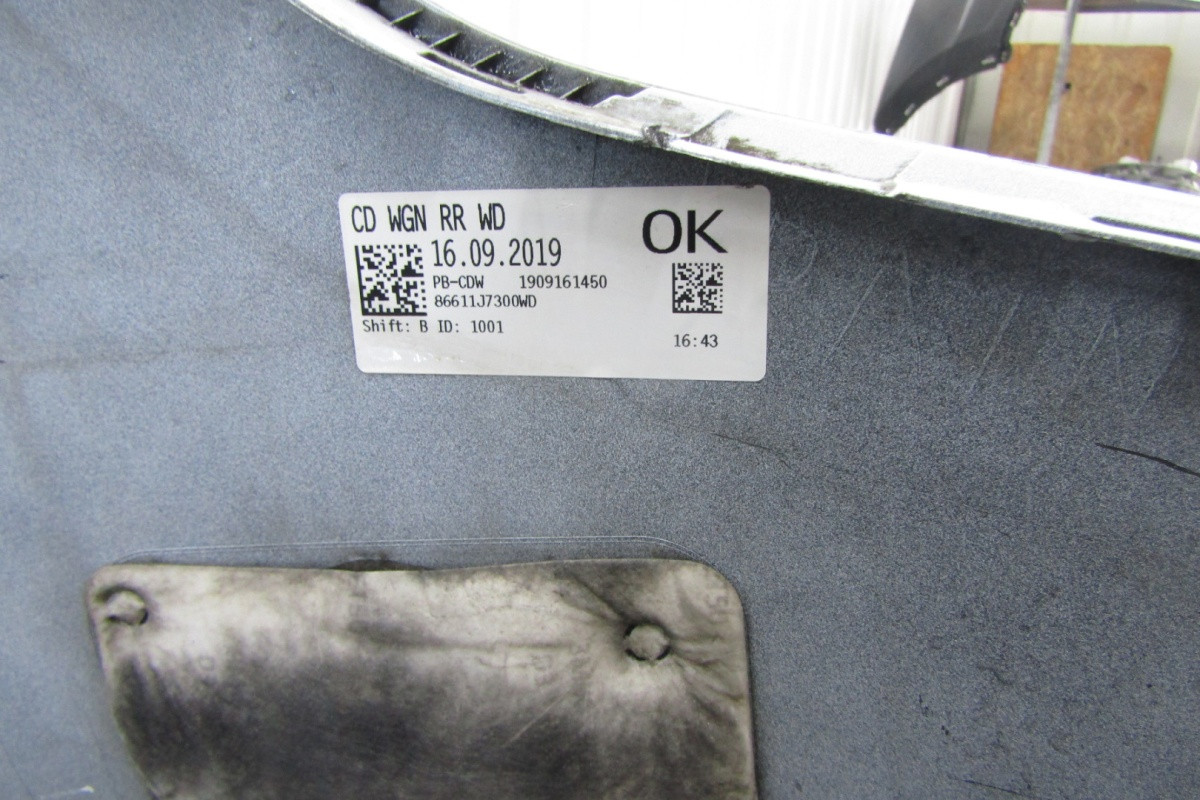 CD WGN RR WD
OK
16.09.2019
PB-CDW 1909161450
86611J7300WD
Shift: B ID: 1001
16:43